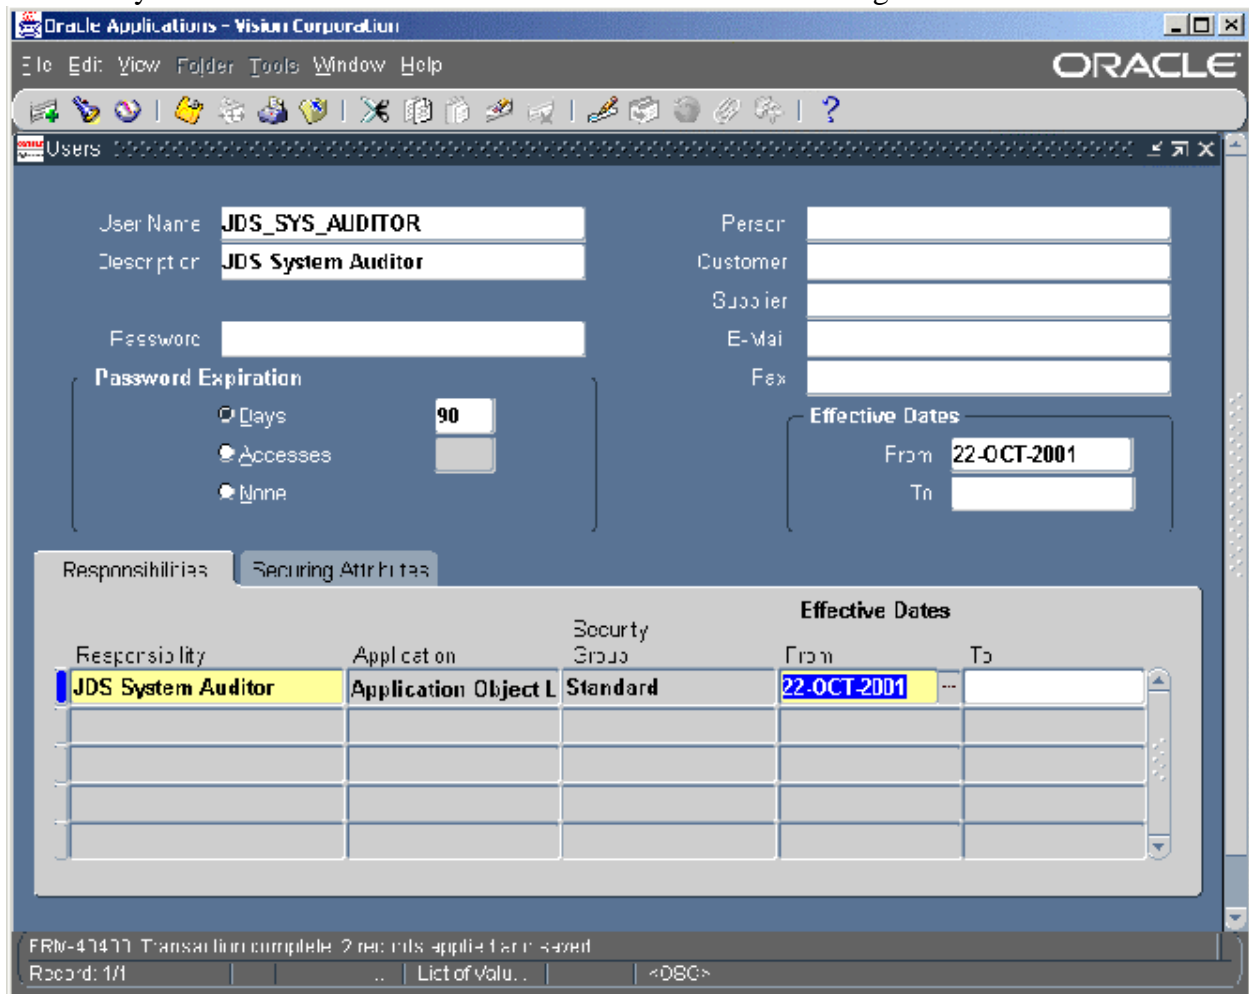 Oracle Applications - Vision Corporation
File Edit View Folder Tools Window Help
ORACLE
Users
User Name JDS_SYS_AUDITOR
Description JDS System Auditor
Password
Person
Customer
Supplier
E-Mail
Fax
Password Expiration
Days 90
Accesses
None
Effective Dates
From 22-OCT-2001
To
Responsibilities Securing Attributes
Effective Dates
Responsibility Application Security Group From To
JDS System Auditor Application Object L Standard 22-OCT-2001
FRM-40400: Transaction complete: 2 records applied and saved.
Record: 1/1 ... List of Valu... <OSC>